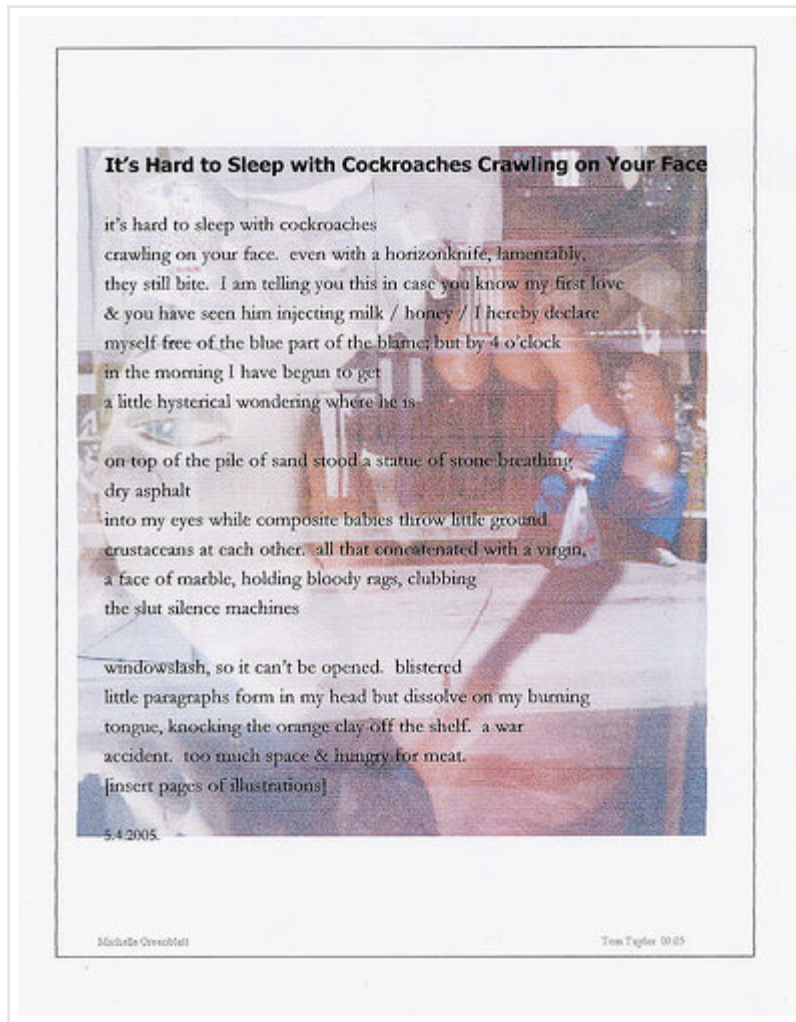 It's Hard to Sleep with Cockroaches Crawling on Your Face
it's hard to sleep with cockroaches
crawling on your face.  even with a horizonknife, lamentably,
they still bite.  I am telling you this in case you know my first love
& you have seen him injecting milk / honey / I hereby declare
myself free of the blue part of the blame; but by 4 o'clock
in the morning I have begun to get
a little hysterical wondering where he is
on top of the pile of sand stood a statue of stone breathing
dry asphalt
into my eyes while composite babies throw little ground
crustaceans at each other.  all that concatenated with a virgin,
a face of marble, holding bloody rags, clubbing
the slut silence machines
windowslash, so it can't be opened.  blistered
little paragraphs form in my head but dissolve on my burning
tongue, knocking the orange clay off the shelf.  a war
accident.  too much space & hungry for meat.
[insert pages of illustrations]
5.4.2005.
Michelle Greenblatt
Tom Taylor 09.05